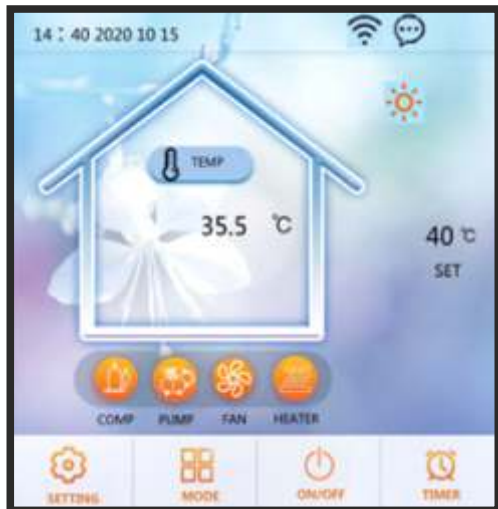 14 : 40 2020 10 15
TEMP
35.5 ℃
40 ℃
SET
COMP PUMP FAN HEATER
SETTING MODE ON/OFF TIMER